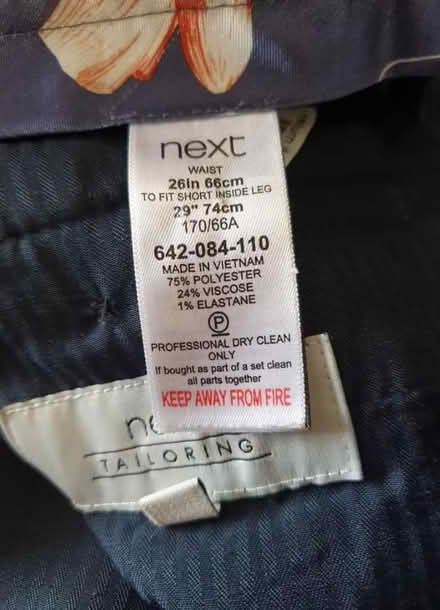 next
WAIST
26In 66cm
TO FIT SHORT INSIDE LEG
29" 74cm
170/66A
642-084-110
MADE IN VIETNAM
75% POLYESTER
24% VISCOSE
1% ELASTANE
P
PROFESSIONAL DRY CLEAN
ONLY
If bought as part of a set clean
all parts together
KEEP AWAY FROM FIRE
ne
TAILORING